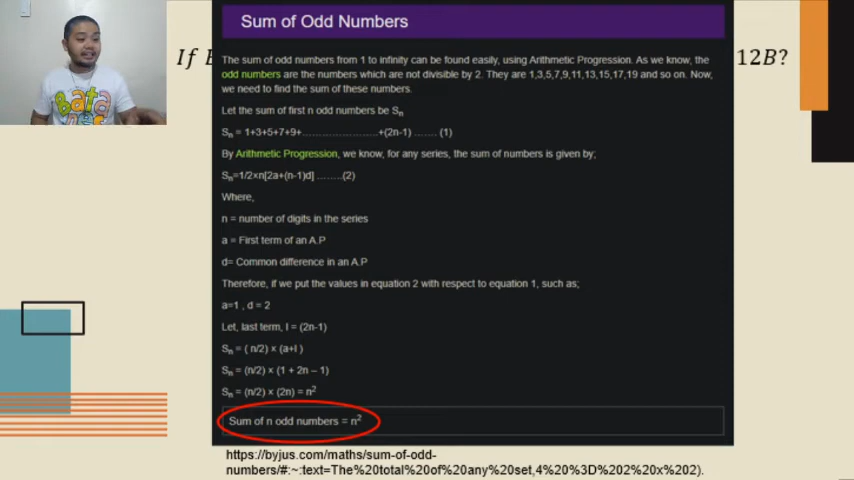 Sum of Odd Numbers
If
12B?
The sum of odd numbers from 1 to infinity can be found easily, using Arithmetic Progression. As we know, the
odd numbers are the numbers which are not divisible by 2. They are 1,3,5,7,9,11,13,15,17,19 and so on. Now,
we need to find the sum of these numbers.
Let the sum of first n odd numbers be Sₙ
Sₙ = 1+3+5+7+9+........................+(2n-1) ....... (1)
By Arithmetic Progression, we know, for any series, the sum of numbers is given by;
Sₙ=1/2×n[2a+(n-1)d] ........(2)
Where,
n = number of digits in the series
a = First term of an A.P
d= Common difference in an A.P
Therefore, if we put the values in equation 2 with respect to equation 1, such as;
a=1 , d = 2
Let, last term, l = (2n-1)
Sₙ = ( n/2) × (a+l )
Sₙ = (n/2) × (1 + 2n – 1)
Sₙ = (n/2) × (2n) = n²
Sum of n odd numbers = n²
https://byjus.com/maths/sum-of-odd-
numbers/#:~:text=The%20total%20of%20any%20set,4%20%3D%202%20x%202).